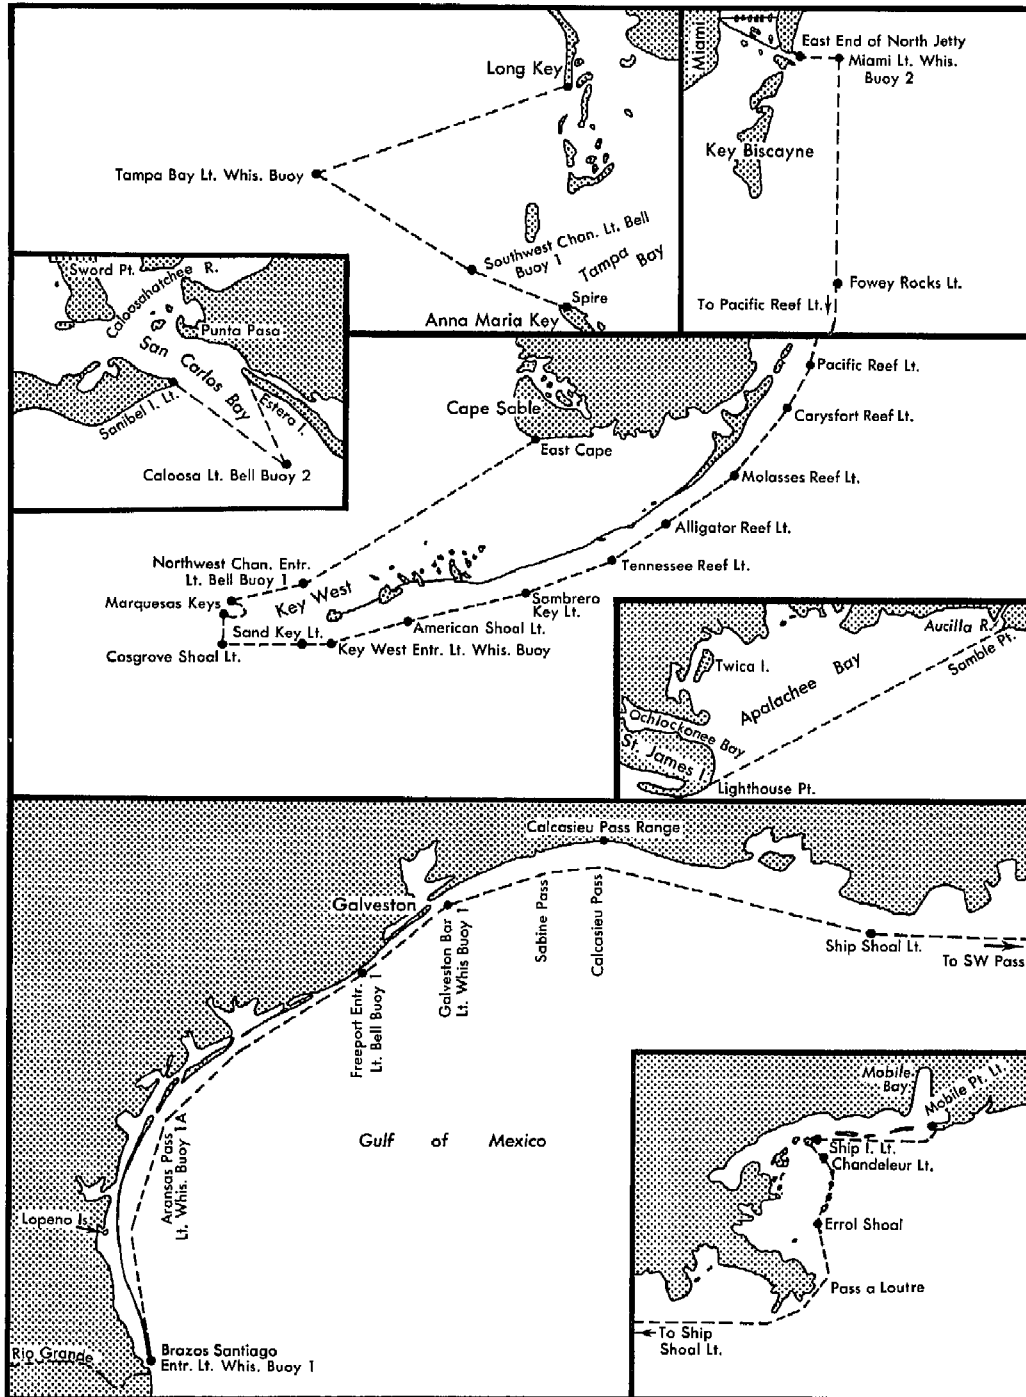 Long Key
Tampa Bay Lt. Whis. Buoy
Southwest Chan. Lt. Bell
Buoy 1
Tampa
Bay
Spire
Anna Maria Key
Miami
East End of North Jetty
Miami Lt. Whis.
Buoy 2
Key Biscayne
Fowey Rocks Lt.
To Pacific Reef Lt.
Sword Pt.
Caloosahatchee R.
Punta Pasa
San Carlos Bay
Sanibel I. Lt.
Estero I.
Caloosa Lt. Bell Buoy 2
Pacific Reef Lt.
Cape Sable
Carysfort Reef Lt.
East Cape
Molasses Reef Lt.
Alligator Reef Lt.
Tennessee Reef Lt.
Northwest Chan. Entr.
Lt. Bell Buoy 1
Key West
Marquesas Keys
Sombrero
Key Lt.
Sand Key Lt.
American Shoal Lt.
Cosgrove Shoal Lt.
Key West Entr. Lt. Whis. Buoy
Aucilla R.
Samble Pt.
Twica I.
Apalachee Bay
Ochlockonee Bay
St. James I.
Lighthouse Pt.
Calcasieu Pass Range
Galveston
Galveston Bar
Lt. Whis Buoy 1
Sabine Pass
Calcasieu Pass
Ship Shoal Lt.
To SW Pass
Freeport Entr.
Lt. Bell Buoy 1
Aransas Pass
Lt. Whis. Buoy 1A
Gulf of Mexico
Lopeno Is.
Rio Grande
Brazos Santiago
Entr. Lt. Whis. Buoy 1
Mobile
Bay
Mobile Pt. Lt.
Ship I. Lt.
Chandeleur Lt.
Errol Shoal
Pass a Loutre
To Ship
Shoal Lt.